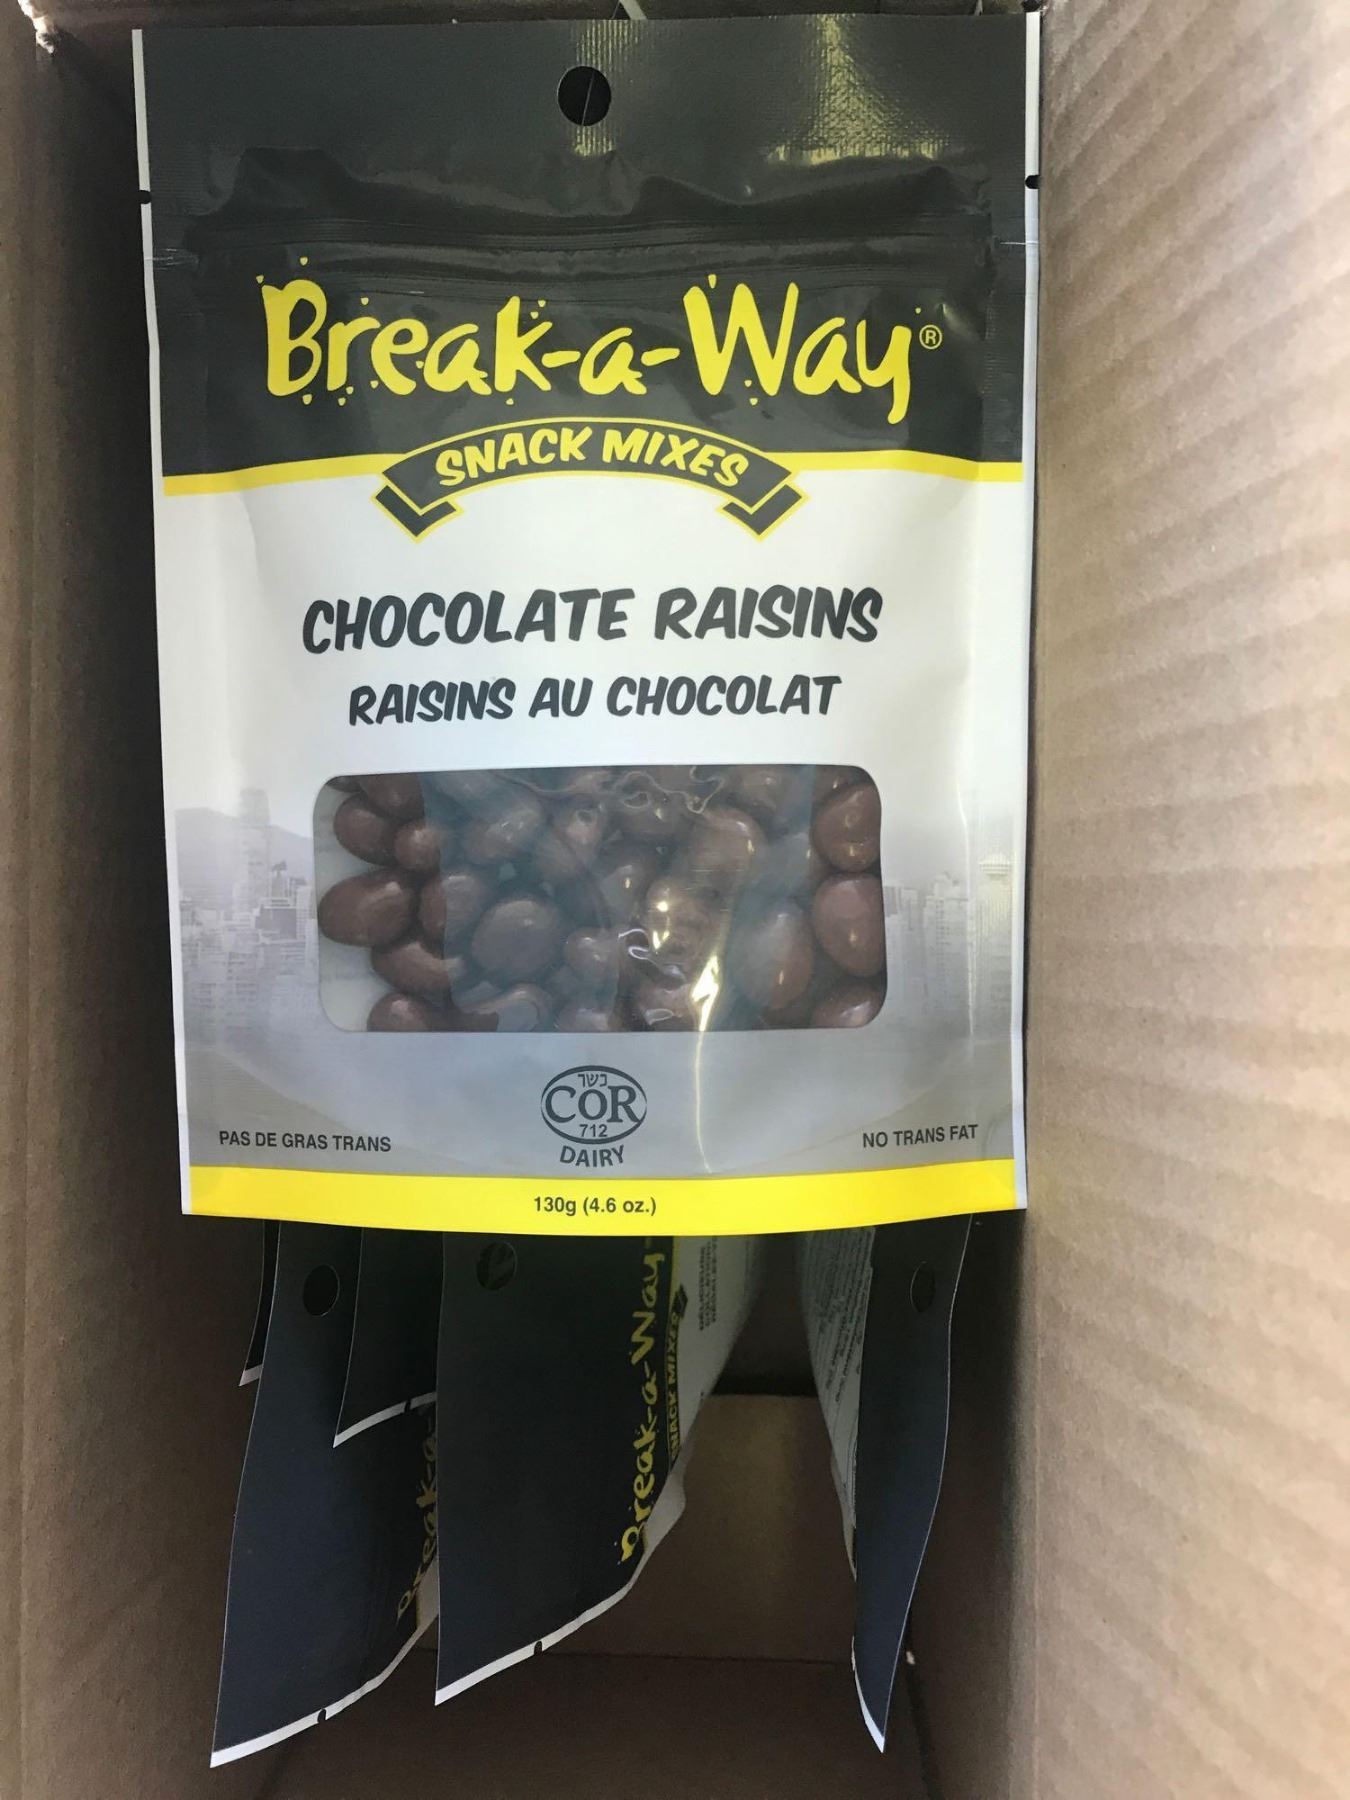 Break-a-Way®
SNACK MIXES
CHOCOLATE RAISINS
RAISINS AU CHOCOLAT
כשר
COR
712
DAIRY
PAS DE GRAS TRANS
NO TRANS FAT
130g (4.6 oz.)
Break-a-Way
SNACK MIXES
Break-a-